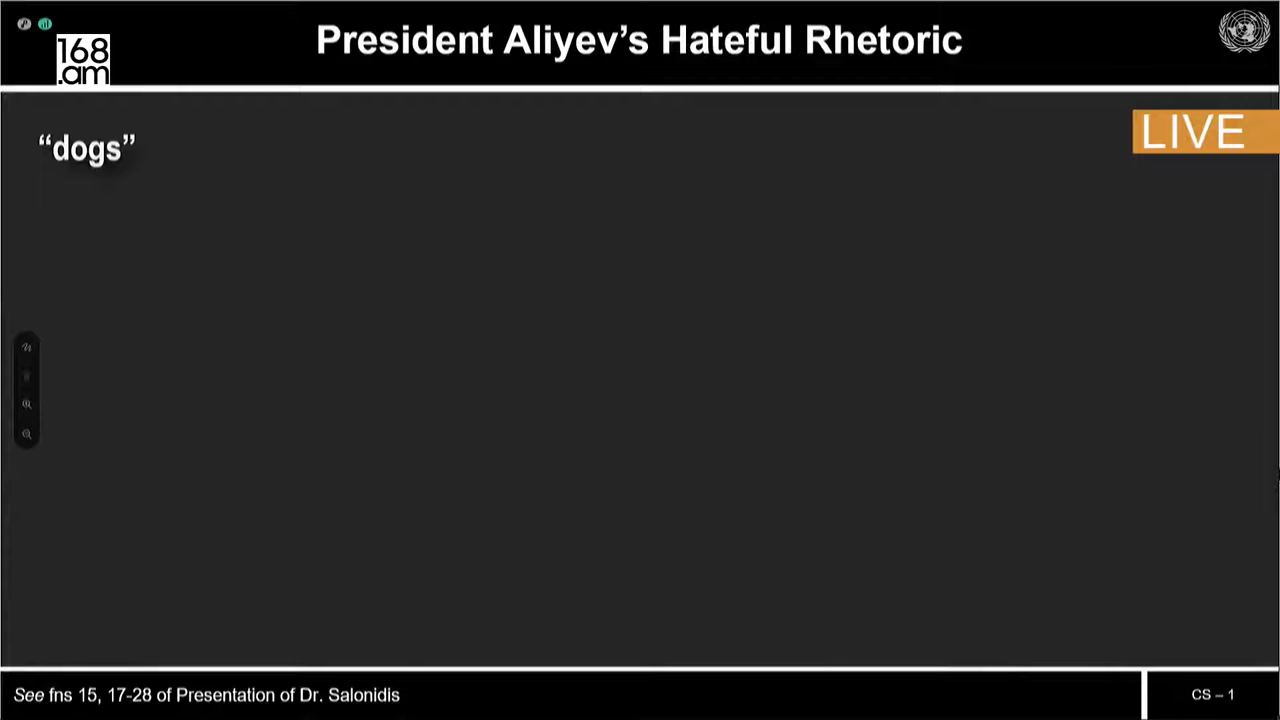 President Aliyev’s Hateful Rhetoric
168
.am
LIVE
“dogs”
See fns 15, 17-28 of Presentation of Dr. Salonidis
CS – 1